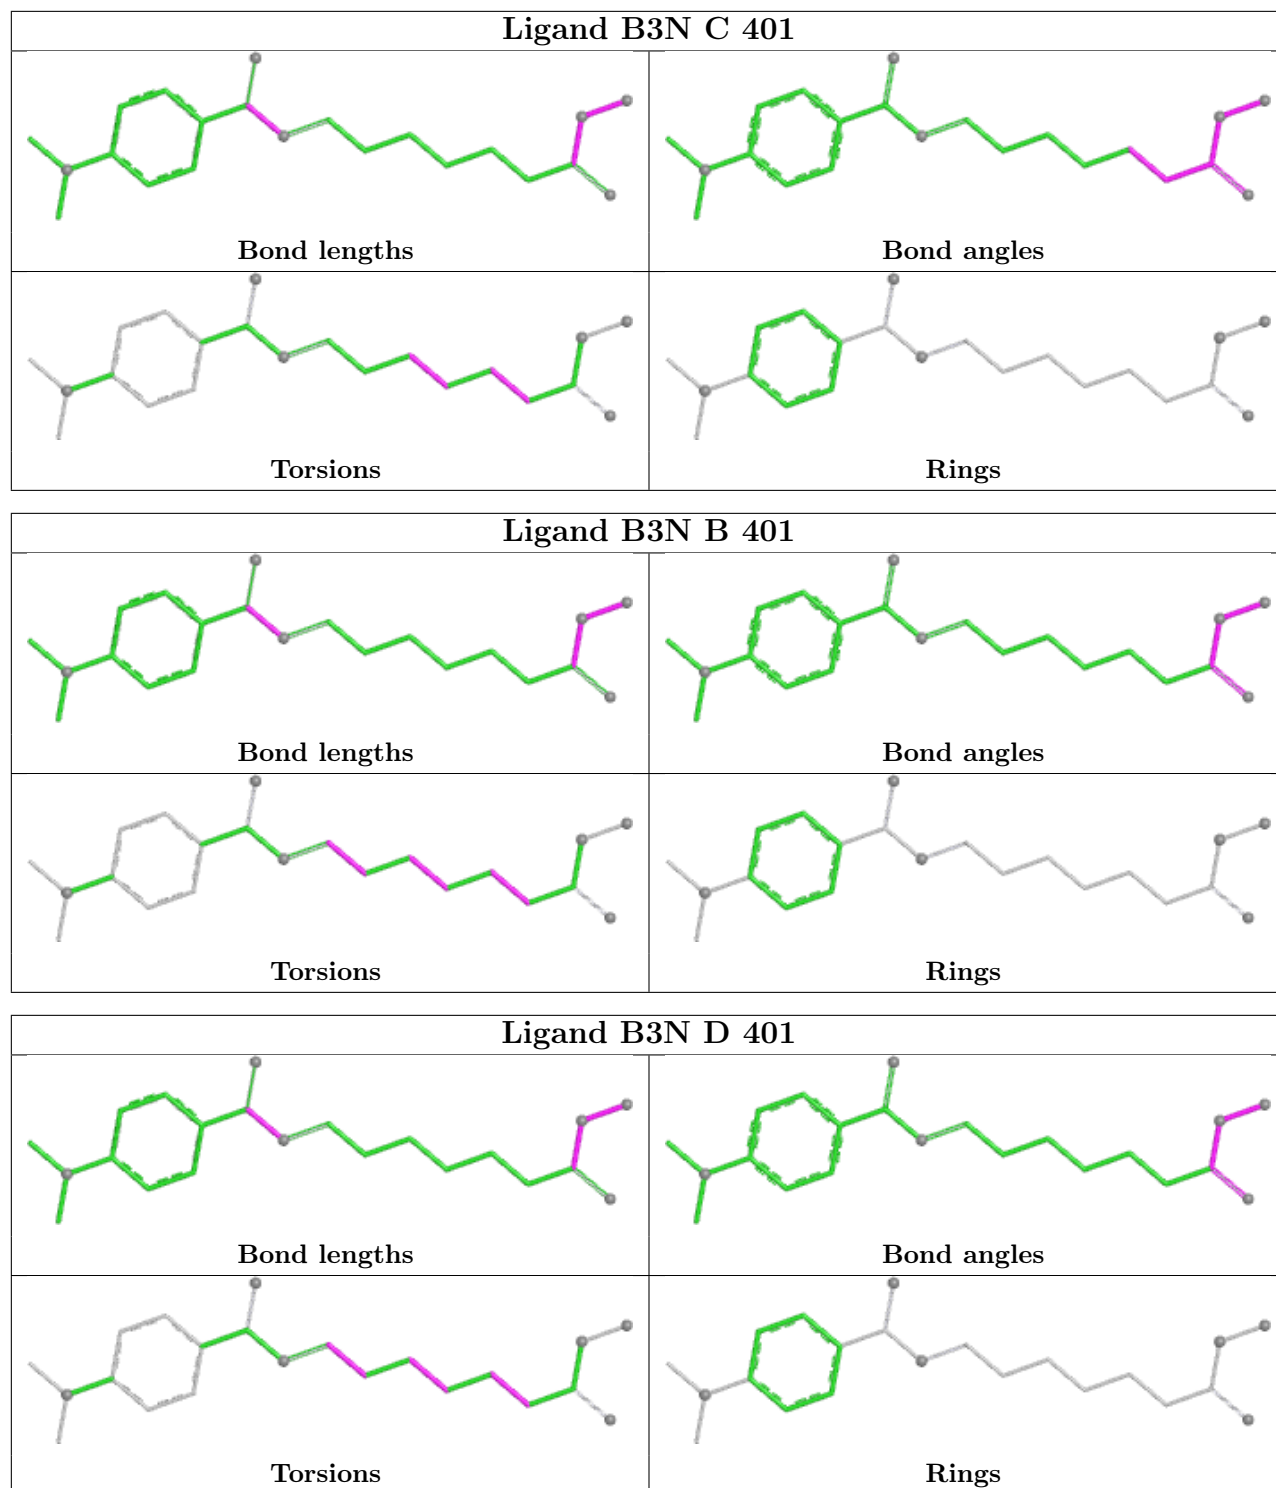 Ligand B3N C 401
Bond lengths
Bond angles
Torsions
Rings
Ligand B3N B 401
Bond lengths
Bond angles
Torsions
Rings
Ligand B3N D 401
Bond lengths
Bond angles
Torsions
Rings